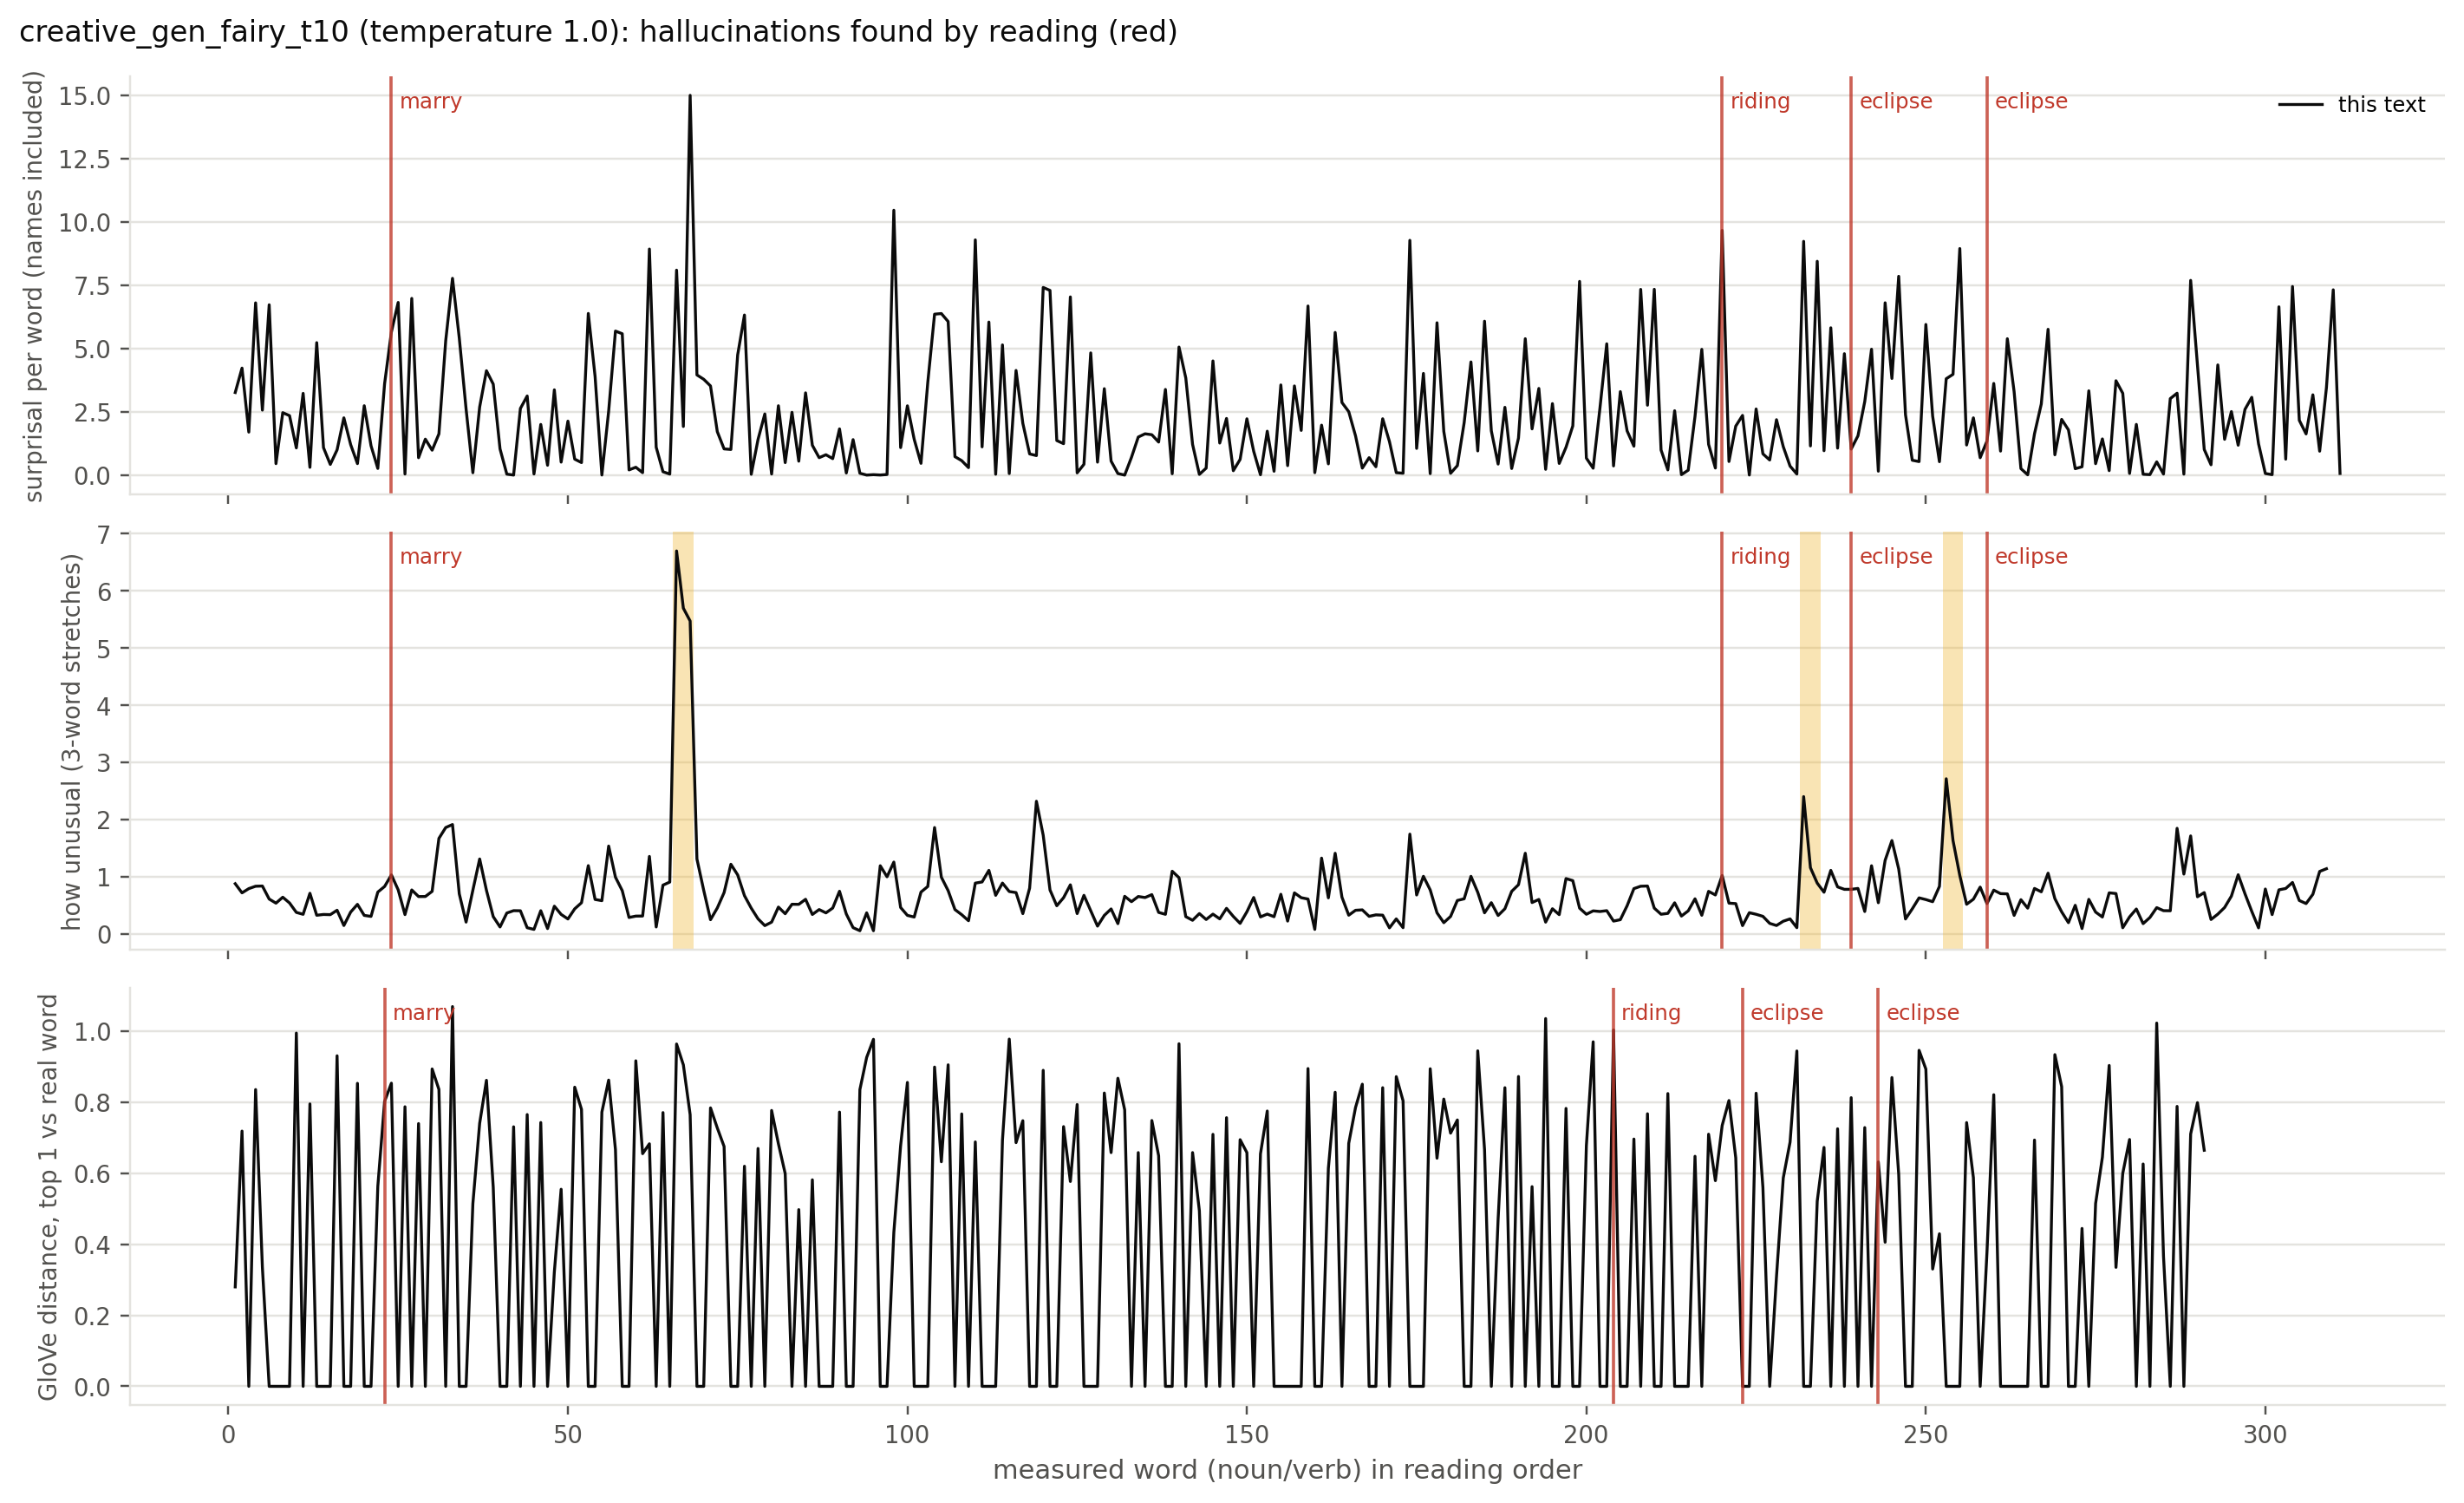 creative_gen_fairy_t10 (temperature 1.0): hallucinations found by reading (red)
surprisal per word (names included)
15.0
12.5
10.0
7.5
5.0
2.5
0.0
marry
riding
eclipse
eclipse
this text
how unusual (3-word stretches)
7
6
5
4
3
2
1
0
marry
riding
eclipse
eclipse
GloVe distance, top 1 vs real word
1.0
0.8
0.6
0.4
0.2
0.0
marry
riding
eclipse
eclipse
0
50
100
150
200
250
300
measured word (noun/verb) in reading order